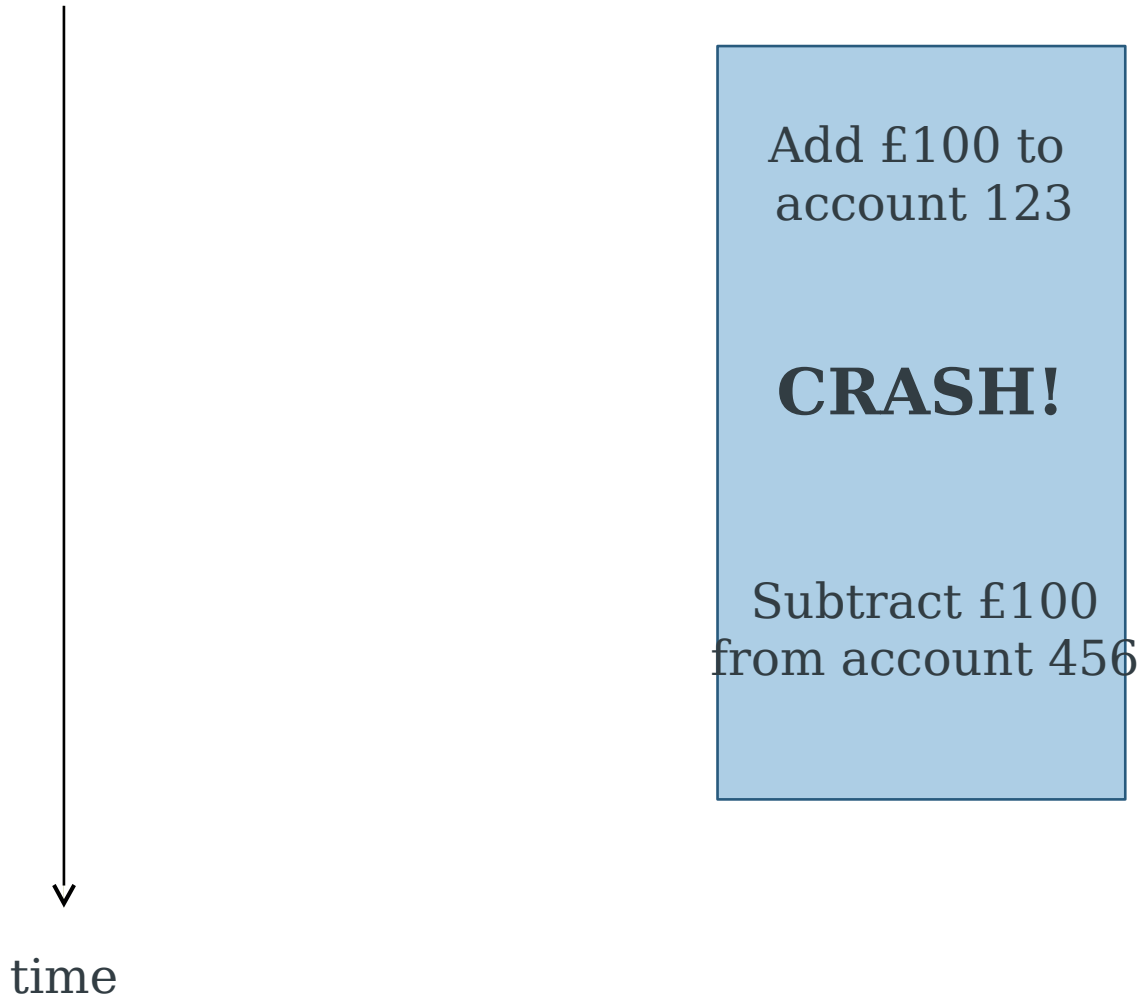 Add £100 to
account 123
CRASH!
Subtract £100
from account 456
time